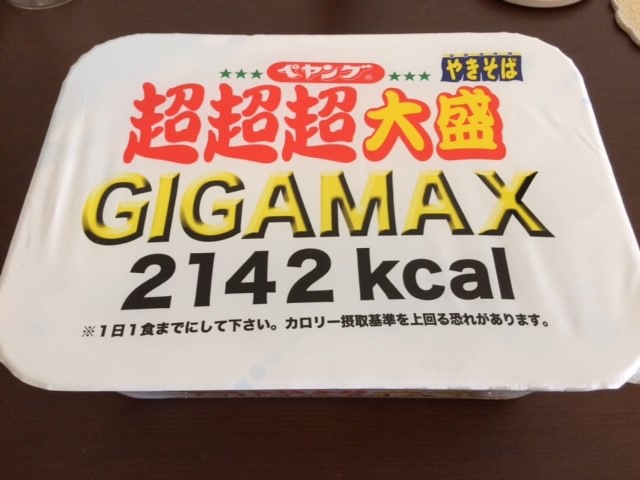 ★★★ ペヤング ★★★
やきそば
超超超大盛
GIGAMAX
2142 kcal
※1日1食までにして下さい。カロリー摂取基準を上回る恐れがあります。